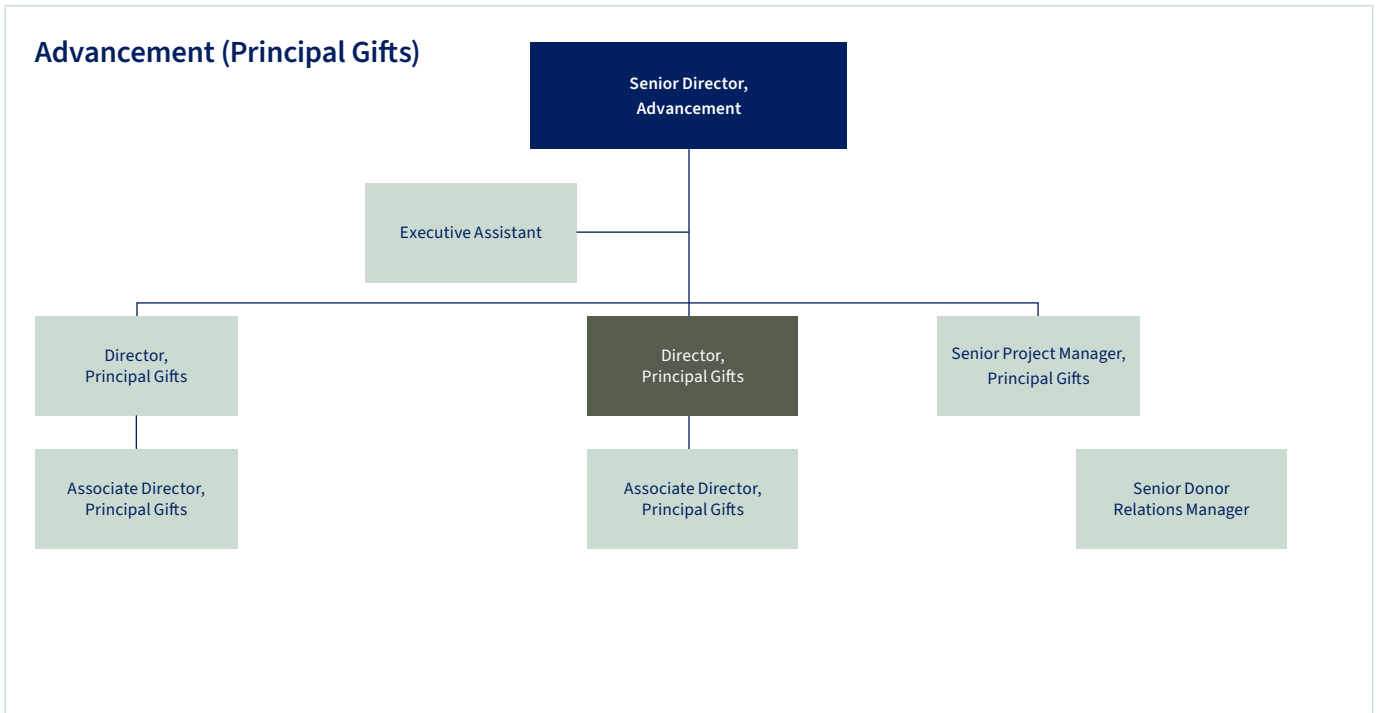 Advancement (Principal Gifts)
Senior Director,
Advancement
Executive Assistant
Director,
Principal Gifts
Director,
Principal Gifts
Senior Project Manager,
Principal Gifts
Associate Director,
Principal Gifts
Associate Director,
Principal Gifts
Senior Donor
Relations Manager